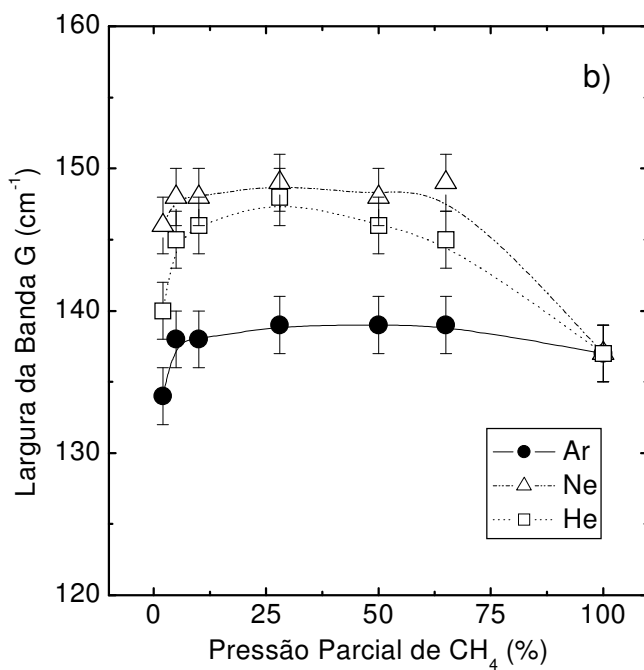 160
b)
150
140
130
120
Largura da Banda G (cm⁻¹)
Ar
Ne
He
0 25 50 75 100
Pressão Parcial de CH₄ (%)